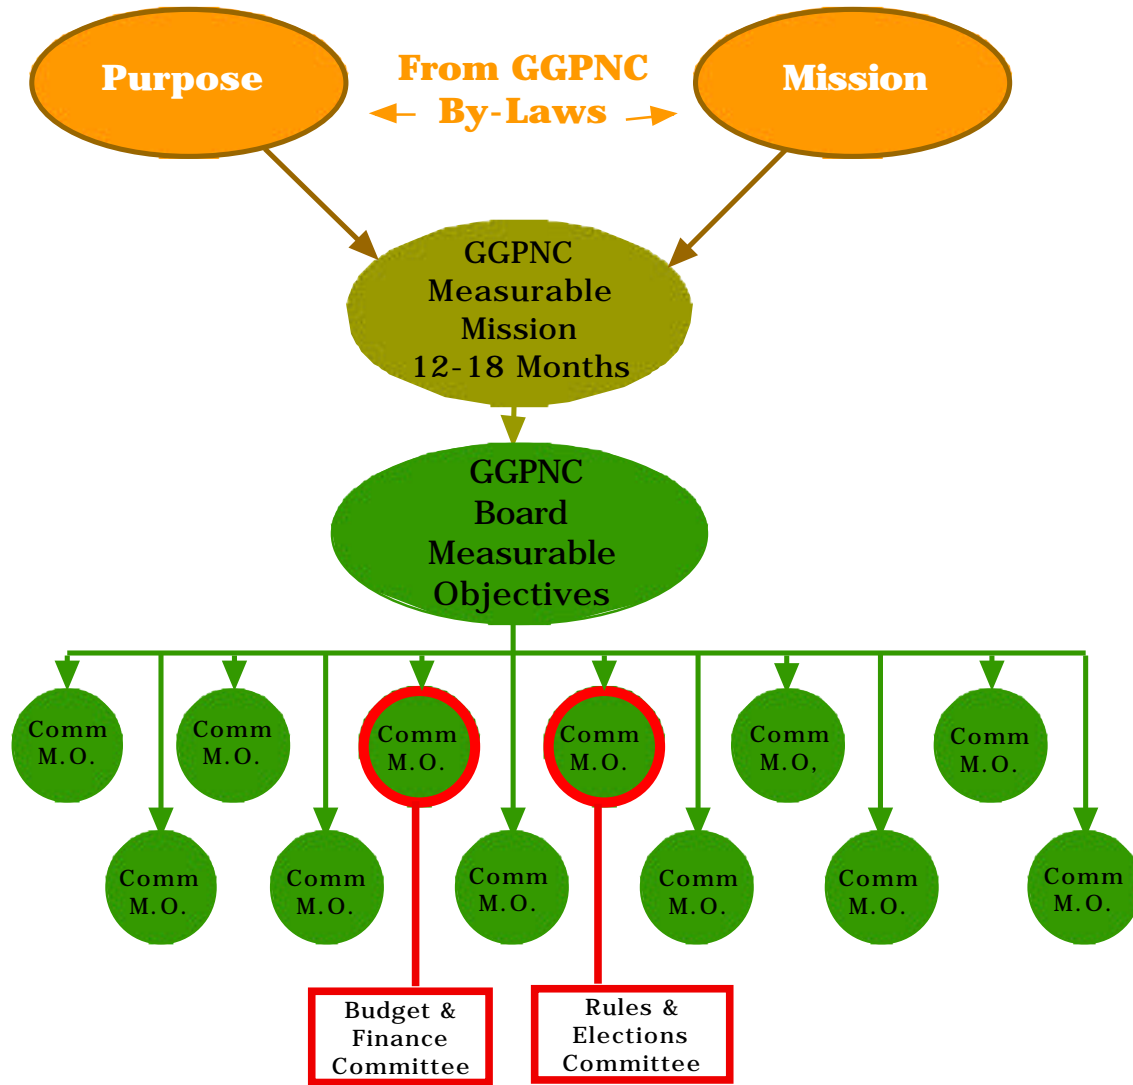 Purpose
From GGPNC
By-Laws
Mission
GGPNC
Measurable
Mission
12-18 Months
GGPNC
Board
Measurable
Objectives
Comm
M.O.
Comm
M.O.
Comm
M.O.
Comm
M.O.
Comm
M.O,
Comm
M.O.
Comm
M.O.
Comm
M.O.
Comm
M.O.
Comm
M.O.
Comm
M.O.
Comm
M.O.
Budget &
Finance
Committee
Rules &
Elections
Committee